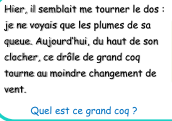 Hier, il semblait me tourner le dos :
je ne voyais que les plumes de sa
queue. Aujourd'hui, du haut de son
clocher, ce drôle de grand coq
tourne au moindre changement de
vent.
Quel est ce grand coq ?